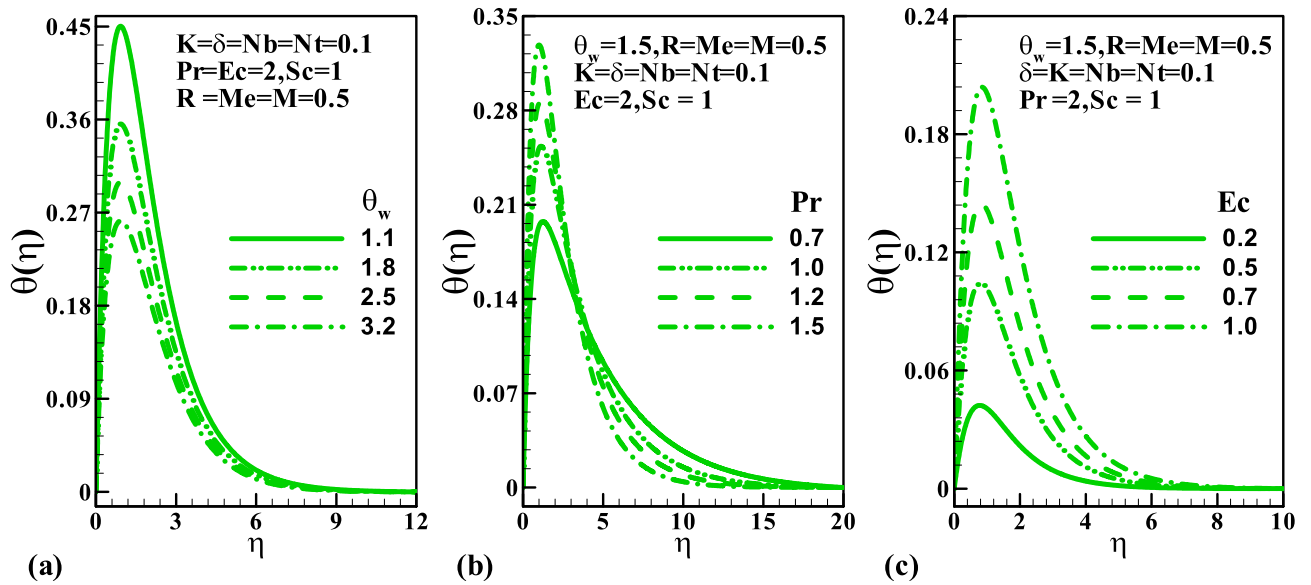 K=δ=Nb=Nt=0.1
Pr=Ec=2,Sc=1
R =Me=M=0.5
θw
1.1
1.8
2.5
3.2
0.45
0.36
0.27
0.18
0.09
0
θ(η)
0 3 6 9 12
η
(a)
θw=1.5,R=Me=M=0.5
K=δ=Nb=Nt=0.1
Ec=2,Sc = 1
Pr
0.7
1.0
1.2
1.5
0.35
0.28
0.21
0.14
0.07
0
θ(η)
0 5 10 15 20
η
(b)
θw=1.5,R=Me=M=0.5
δ=K=Nb=Nt=0.1
Pr =2,Sc = 1
Ec
0.2
0.5
0.7
1.0
0.24
0.18
0.12
0.06
0
θ(η)
0 2 4 6 8 10
η
(c)